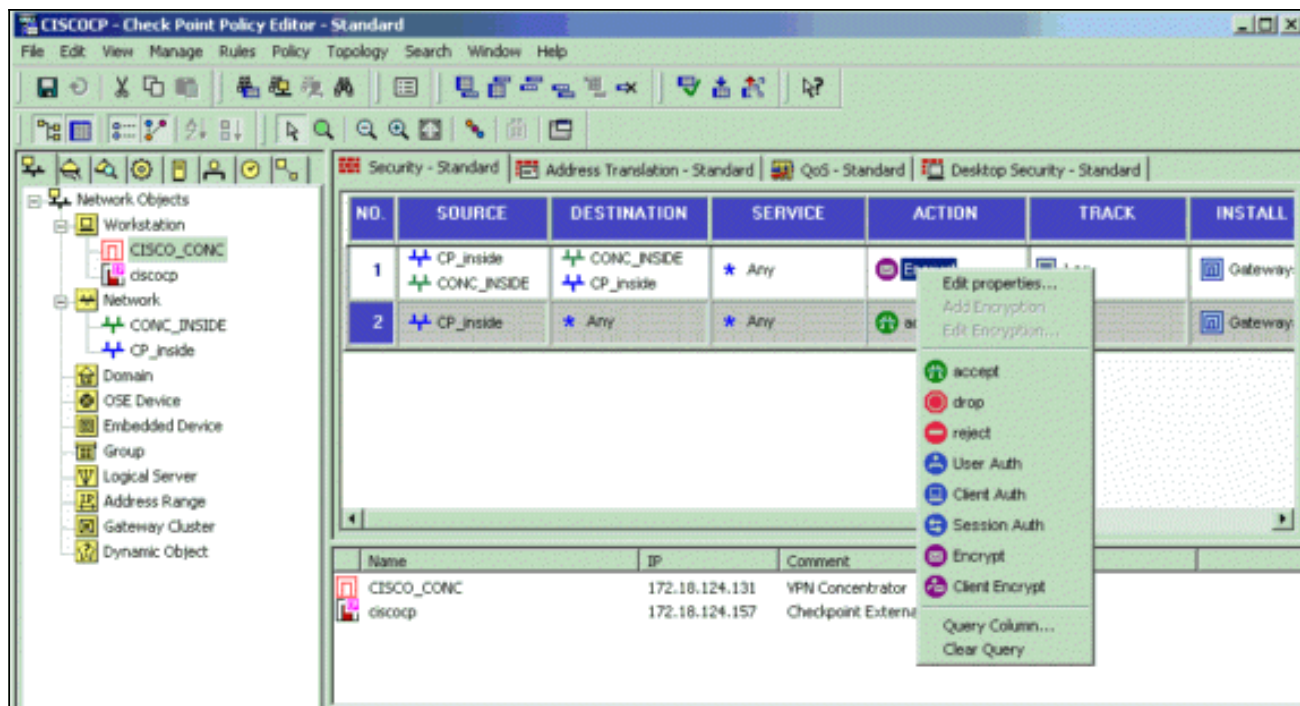 CISCOCP - Check Point Policy Editor - Standard
File Edit View Manage Rules Policy Topology Search Window Help
Security - Standard Address Translation - Standard QoS - Standard Desktop Security - Standard
Network Objects
Workstation
CISCO_CONC
ciscocp
Network
CONC_INSIDE
CP_inside
Domain
OSE Device
Embedded Device
Group
Logical Server
Address Range
Gateway Cluster
Dynamic Object
NO. SOURCE DESTINATION SERVICE ACTION TRACK INSTALL
1 CP_inside CONC_INSIDE Any Gateway
CONC_INSIDE CP_inside
2 CP_inside Any Any Gateway
Edit properties...
Add Encryption
Edit Encryption...
accept
drop
reject
User Auth
Client Auth
Session Auth
Encrypt
Client Encrypt
Query Column...
Clear Query
Name IP Comment
CISCO_CONC 172.18.124.131 VPN Concentrator
ciscocp 172.18.124.157 Checkpoint Externa